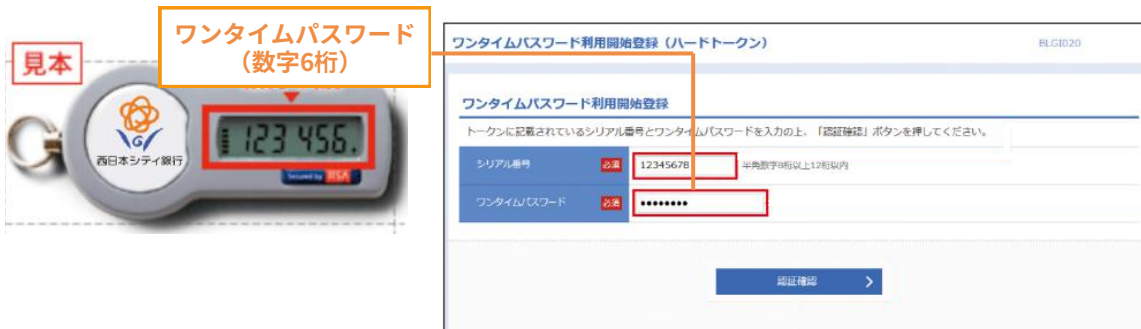 見本
ワンタイムパスワード
（数字6桁）
西日本シティ銀行
123 456.
Secured by RSA
ワンタイムパスワード利用開始登録（ハードトークン）
BLGI020
ワンタイムパスワード利用開始登録
トークンに記載されているシリアル番号とワンタイムパスワードを入力の上、「認証確認」ボタンを押してください。
シリアル番号 必須 12345678 半角数字8桁以上12桁以内
ワンタイムパスワード 必須 ••••••••
認証確認